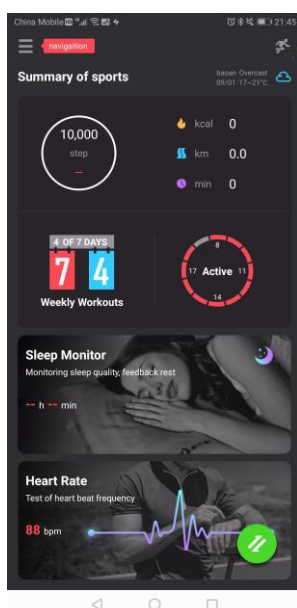 China Mobile 21:45
navigaition
Summary of sports
baoan Overcast
09/01 17~21°C
10,000
step
--
kcal 0
km 0.0
min 0
4 OF 7 DAYS
7 4
Weekly Workouts
8
17 Active 11
14
Sleep Monitor
Monitoring sleep quality, feedback rest
-- h -- min
Heart Rate
Test of heart beat frequency
88 bpm